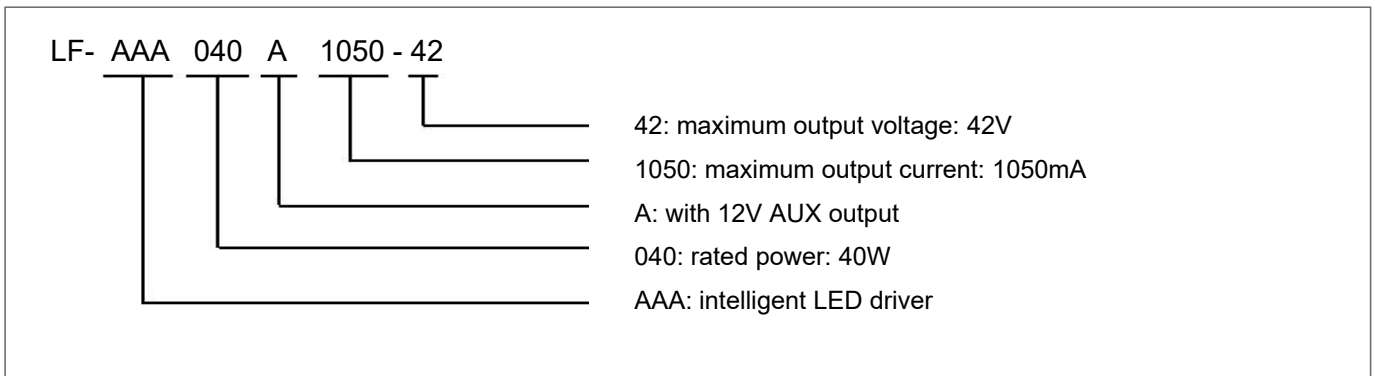 LF- AAA 040 A 1050 - 42
42: maximum output voltage: 42V
1050: maximum output current: 1050mA
A: with 12V AUX output
040: rated power: 40W
AAA: intelligent LED driver